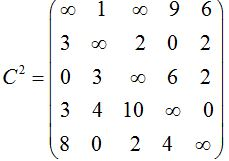 ∞ 1 ∞ 9 6
3 ∞ 2 0 2
C² = 0 3 ∞ 6 2
3 4 10 ∞ 0
8 0 2 4 ∞